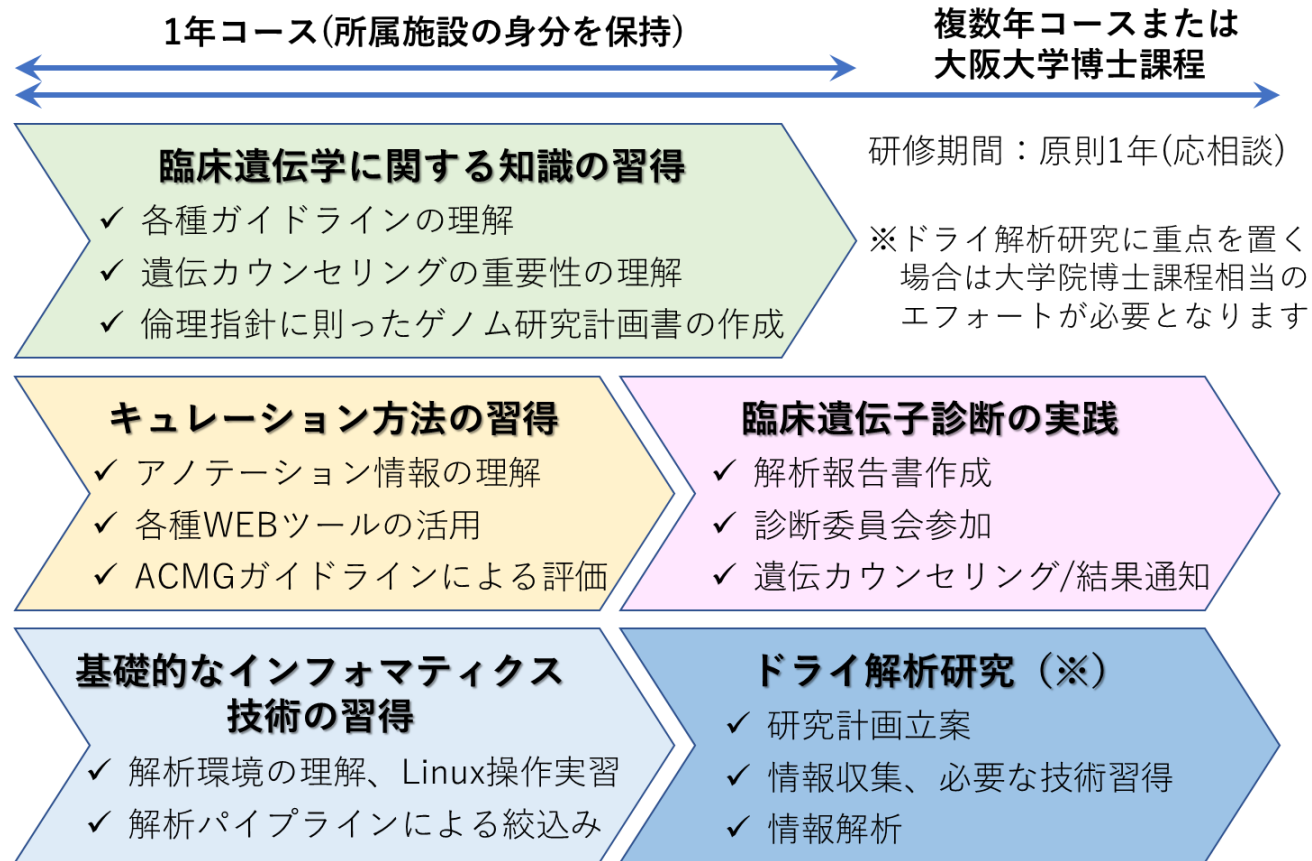 1年コース(所属施設の身分を保持)
複数年コースまたは
大阪大学博士課程
臨床遺伝学に関する知識の習得
✓ 各種ガイドラインの理解
✓ 遺伝カウンセリングの重要性の理解
✓ 倫理指針に則ったゲノム研究計画書の作成
研修期間：原則1年(応相談)
※ドライ解析研究に重点を置く
場合は大学院博士課程相当の
エフォートが必要となります
キュレーション方法の習得
✓ アノテーション情報の理解
✓ 各種WEBツールの活用
✓ ACMGガイドラインによる評価
臨床遺伝子診断の実践
✓ 解析報告書作成
✓ 診断委員会参加
✓ 遺伝カウンセリング/結果通知
基礎的なインフォマティクス
技術の習得
✓ 解析環境の理解、Linux操作実習
✓ 解析パイプラインによる絞込み
ドライ解析研究（※）
✓ 研究計画立案
✓ 情報収集、必要な技術習得
✓ 情報解析